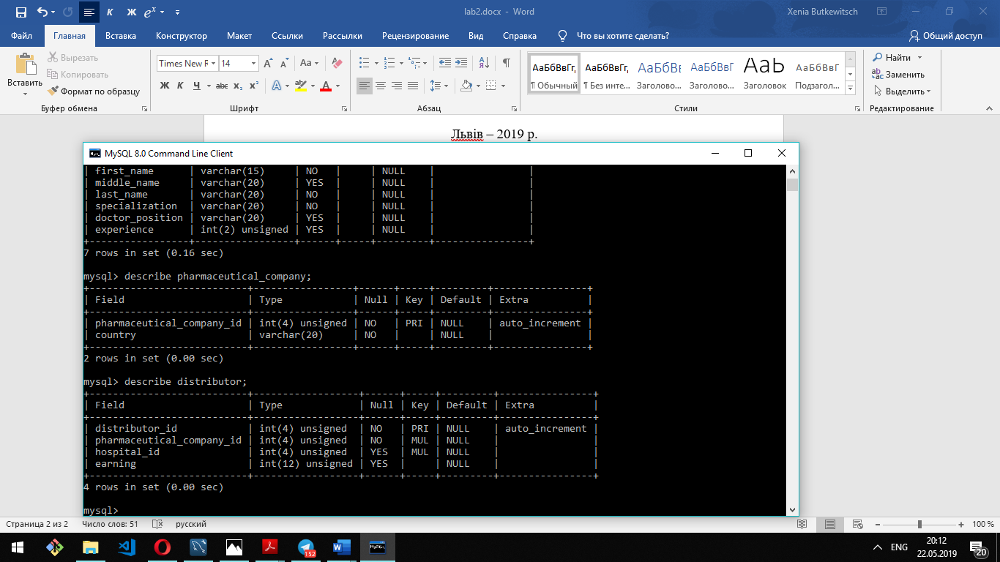 lab2.docx - Word
Xenia Butkewitsch
Файл Главная Вставка Конструктор Макет Ссылки Рассылки Рецензирование Вид Справка Что вы хотите сделать? Общий доступ
Вставить
Вырезать
Копировать
Формат по образцу
Буфер обмена
Times New R 14
Ж К Ч abc x₂ x²
Шрифт
Абзац
АаБбВвГг, АаБбВвГг, АаБбВı АаБбВвГ АаЬ АаБбВвГ
¶ Обычный ¶ Без инте... Заголово... Заголово... Заголовок Подзагол...
Стили
Найти
Заменить
Выделить
Редактирование
Львів – 2019 р.
MySQL 8.0 Command Line Client
| first_name | varchar(15) | NO | | NULL | |
| middle_name | varchar(20) | YES | | NULL | |
| last_name | varchar(20) | NO | | NULL | |
| specialization | varchar(20) | NO | | NULL | |
| doctor_position | varchar(20) | YES | | NULL | |
| experience | int(2) unsigned | YES | | NULL | |
+-----------------+-----------------+------+-----+---------+----------------+
7 rows in set (0.16 sec)
mysql> describe pharmaceutical_company;
+---------------------------+-----------------+------+-----+---------+----------------+
| Field | Type | Null | Key | Default | Extra |
+---------------------------+-----------------+------+-----+---------+----------------+
| pharmaceutical_company_id | int(4) unsigned | NO | PRI | NULL | auto_increment |
| country | varchar(20) | NO | | NULL | |
+---------------------------+-----------------+------+-----+---------+----------------+
2 rows in set (0.00 sec)
mysql> describe distributor;
+---------------------------+------------------+------+-----+---------+----------------+
| Field | Type | Null | Key | Default | Extra |
+---------------------------+------------------+------+-----+---------+----------------+
| distributor_id | int(4) unsigned | NO | PRI | NULL | auto_increment |
| pharmaceutical_company_id | int(4) unsigned | NO | MUL | NULL | |
| hospital_id | int(4) unsigned | YES | MUL | NULL | |
| earning | int(12) unsigned | YES | | NULL | |
+---------------------------+------------------+------+-----+---------+----------------+
4 rows in set (0.00 sec)
mysql>
Страница 2 из 2 Число слов: 51 русский 100 %
152
ENG
20:12
22.05.2019
20